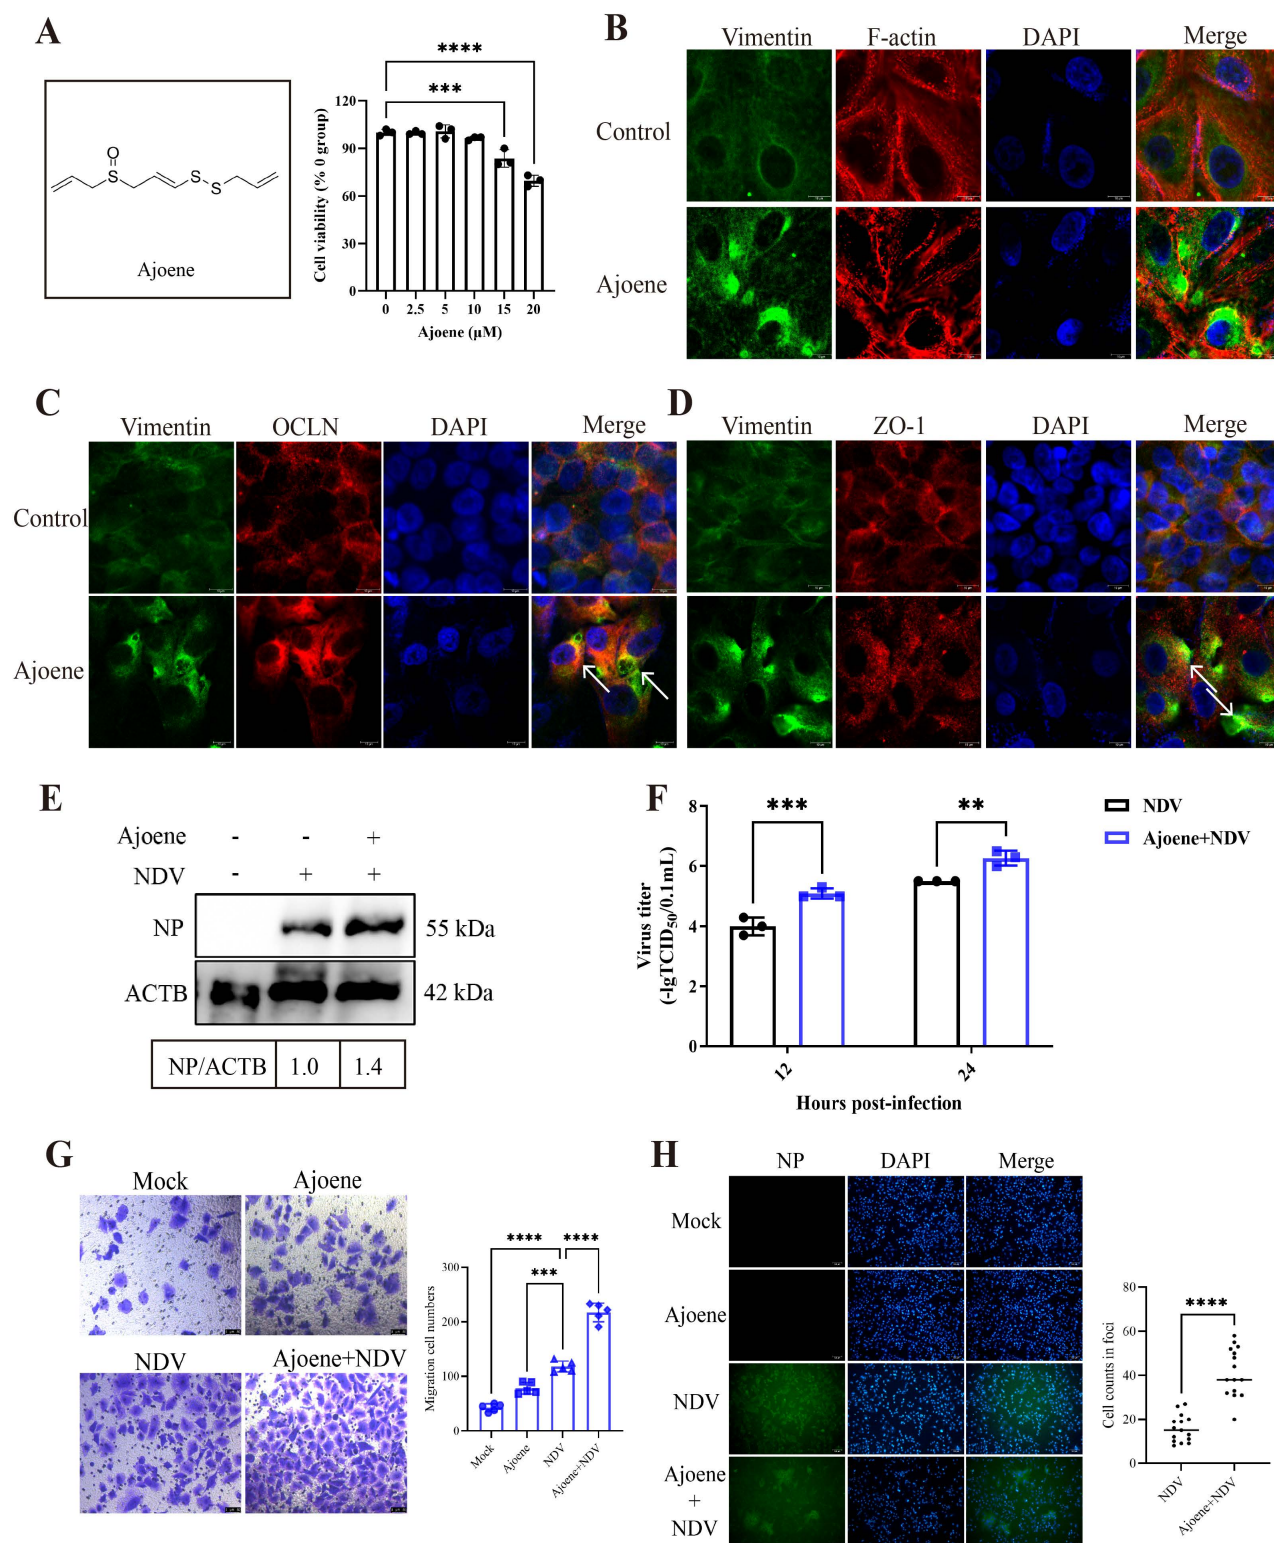 A
O
S
S
S
Ajoene
**** 
***
Cell viability (% 0 group)
120
90
60
30
0
0 2.5 5 10 15 20
Ajoene (μM)
B
Vimentin F-actin DAPI Merge
Control
Ajoene
C
Vimentin OCLN DAPI Merge
Control
Ajoene
D
Vimentin ZO-1 DAPI Merge
E
Ajoene - - +
NDV - + +
NP 55 kDa
ACTB 42 kDa
NP/ACTB 1.0 1.4
F
Virus titer
(-lgTCID50/0.1mL)
8
6
4
2
0
*** **
12 24
Hours post-infection
NDV
Ajoene+NDV
G
Mock Ajoene
NDV Ajoene+NDV
Migration cell numbers
300
200
100
0
**** ****
***
Mock Ajoene NDV Ajoene+NDV
H
NP DAPI Merge
Mock
Ajoene
NDV
Ajoene
+
NDV
Cell counts in foci
80
60
40
20
0
****
NDV Ajoene+NDV